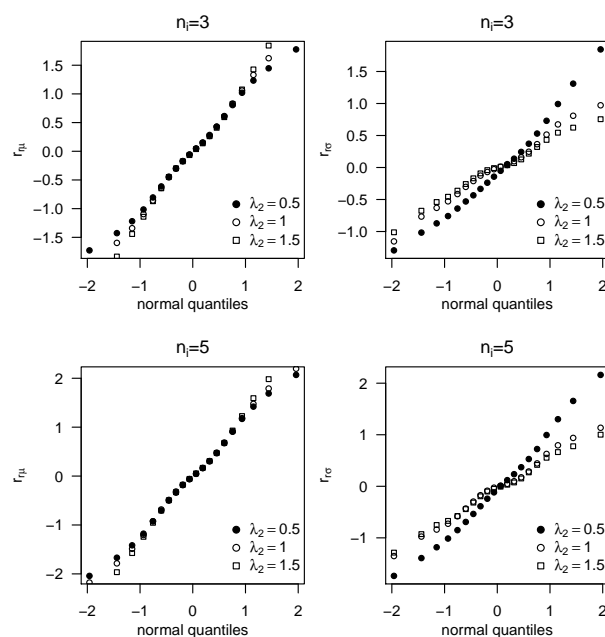 nᵢ=3
r_rμ
1.5
1.0
0.5
0.0
−0.5
−1.0
−1.5
λ₂ = 0.5
λ₂ = 1
λ₂ = 1.5
−2 −1 0 1 2
normal quantiles
nᵢ=3
r_rσ
1.5
1.0
0.5
0.0
−0.5
−1.0
λ₂ = 0.5
λ₂ = 1
λ₂ = 1.5
−2 −1 0 1 2
normal quantiles
nᵢ=5
r_rμ
2
1
0
−1
−2
λ₂ = 0.5
λ₂ = 1
λ₂ = 1.5
−2 −1 0 1 2
normal quantiles
nᵢ=5
r_rσ
2
1
0
−1
λ₂ = 0.5
λ₂ = 1
λ₂ = 1.5
−2 −1 0 1 2
normal quantiles